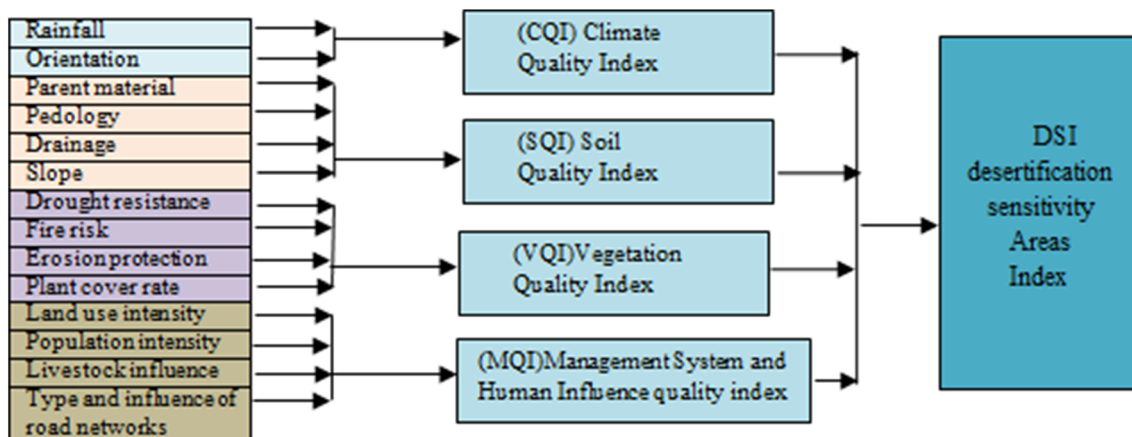 Rainfall
Orientation
Parent material
Pedology
Drainage
Slope
Drought resistance
Fire risk
Erosion protection
Plant cover rate
Land use intensity
Population intensity
Livestock influence
Type and influence of
road networks
(CQI) Climate
Quality Index
(SQI) Soil
Quality Index
(VQI)Vegetation
Quality Index
(MQI)Management System and
Human Influence quality index
DSI
desertification
sensitivity
Areas
Index